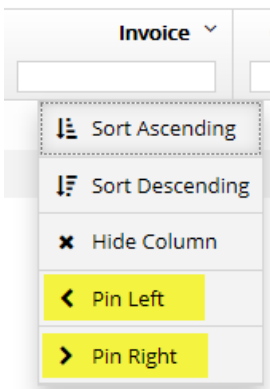 Invoice
Sort Ascending
Sort Descending
Hide Column
Pin Left
Pin Right